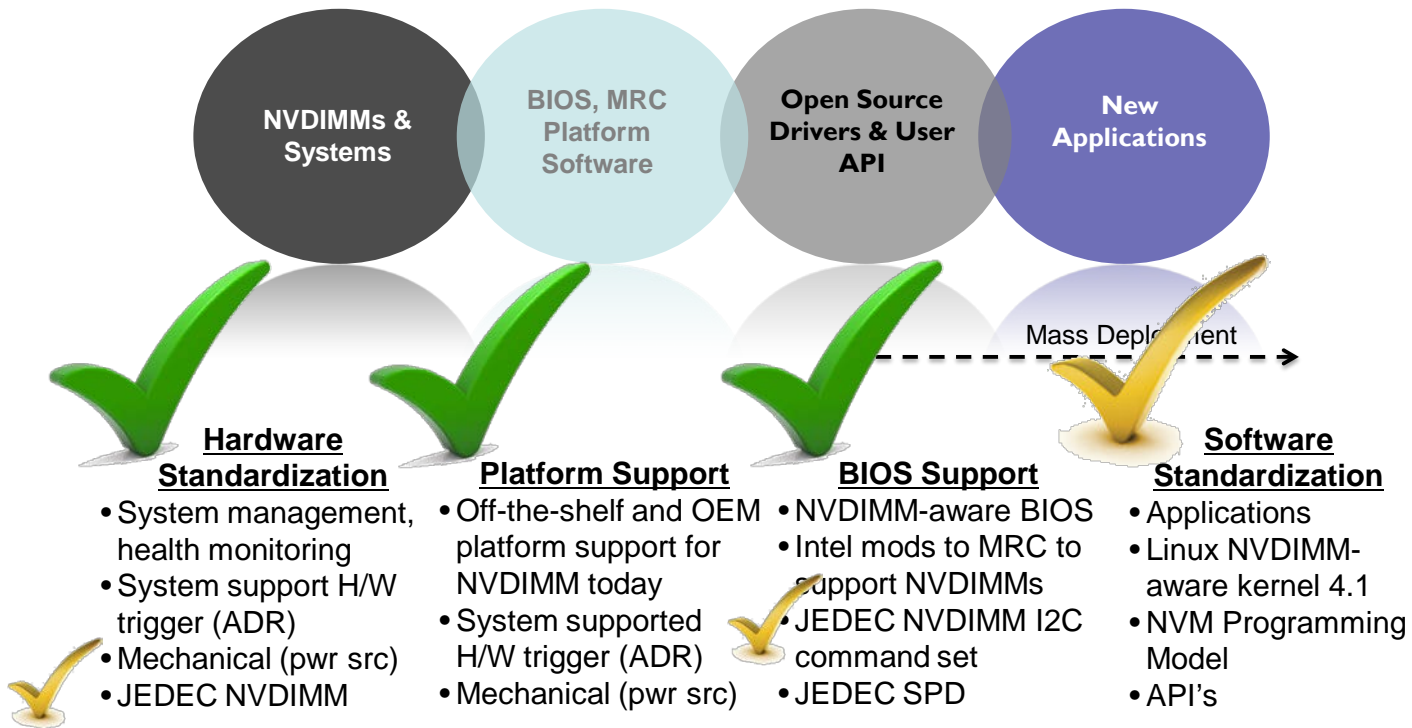 NVDIMMs &
Systems
BIOS, MRC
Platform
Software
Open Source
Drivers & User
API
New
Applications
Mass Deployment
Hardware
Standardization
• System management,
health monitoring
• System support H/W
trigger (ADR)
• Mechanical (pwr src)
• JEDEC NVDIMM
Platform Support
• Off-the-shelf and OEM
platform support for
NVDIMM today
• System supported
H/W trigger (ADR)
• Mechanical (pwr src)
BIOS Support
• NVDIMM-aware BIOS
• Intel mods to MRC to
support NVDIMMs
• JEDEC NVDIMM I2C
command set
• JEDEC SPD
Software
Standardization
• Applications
• Linux NVDIMM-
aware kernel 4.1
• NVM Programming
Model
• API's